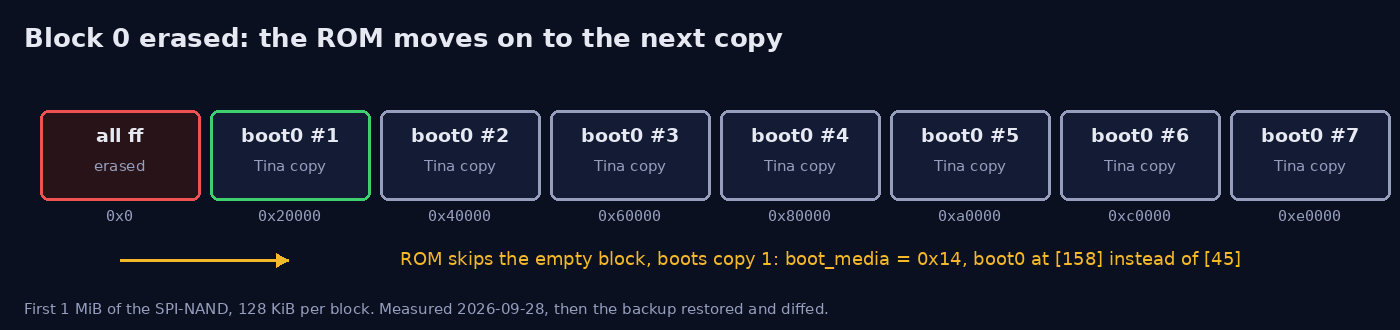 Block 0 erased: the ROM moves on to the next copy
all ff
erased
0x0
boot0 #1
Tina copy
0x20000
boot0 #2
Tina copy
0x40000
boot0 #3
Tina copy
0x60000
boot0 #4
Tina copy
0x80000
boot0 #5
Tina copy
0xa0000
boot0 #6
Tina copy
0xc0000
boot0 #7
Tina copy
0xe0000
ROM skips the empty block, boots copy 1: boot_media = 0x14, boot0 at [158] instead of [45]
First 1 MiB of the SPI-NAND, 128 KiB per block. Measured 2026-09-28, then the backup restored and diffed.